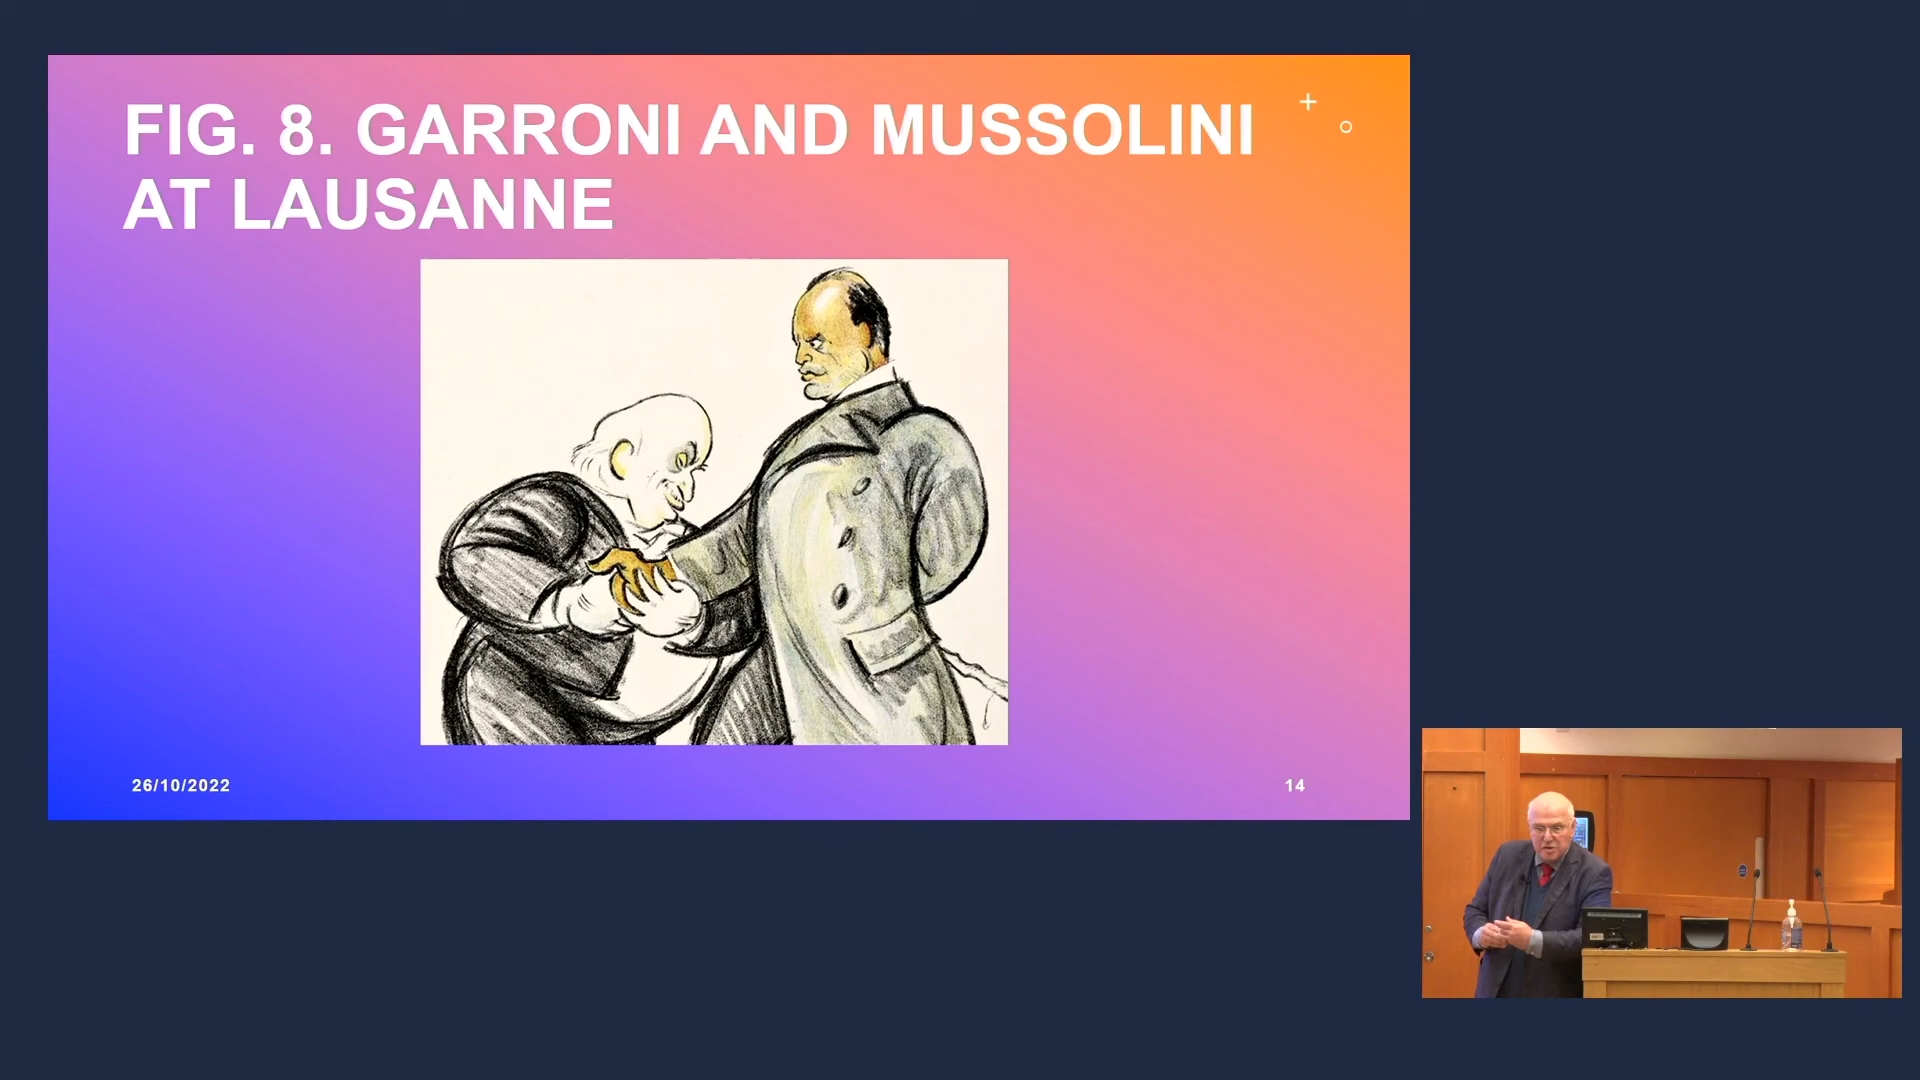 FIG. 8. GARRONI AND MUSSOLINI
AT LAUSANNE
26/10/2022
14